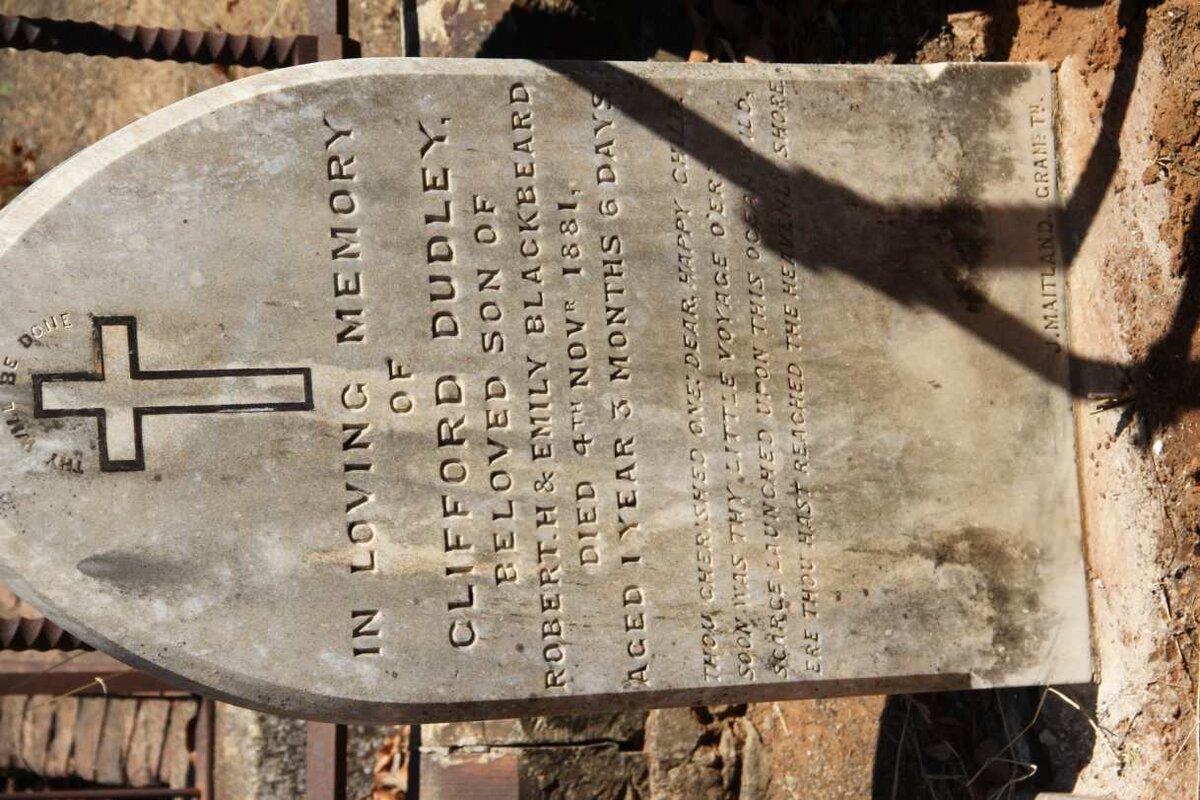 THY WILL BE DONE
IN LOVING MEMORY
OF
CLIFFORD DUDLEY.
BELOVED SON OF
ROBERT.H & EMILY BLACKBEARD
DIED 4TH NOVR 1881,
AGED 1 YEAR 3 MONTHS 6 DAYS.
THOU CHERISHED ONE, DEAR, HAPPY CHILD,
SOON WAS THY LITTLE VOYAGE O'ER
SCARCE LAUNCHED UPON THIS OCEAN WILD,
ERE THOU HAST REACHED THE HEAVENLY SHORE.
J. MAITLAND. GRAH: TN.